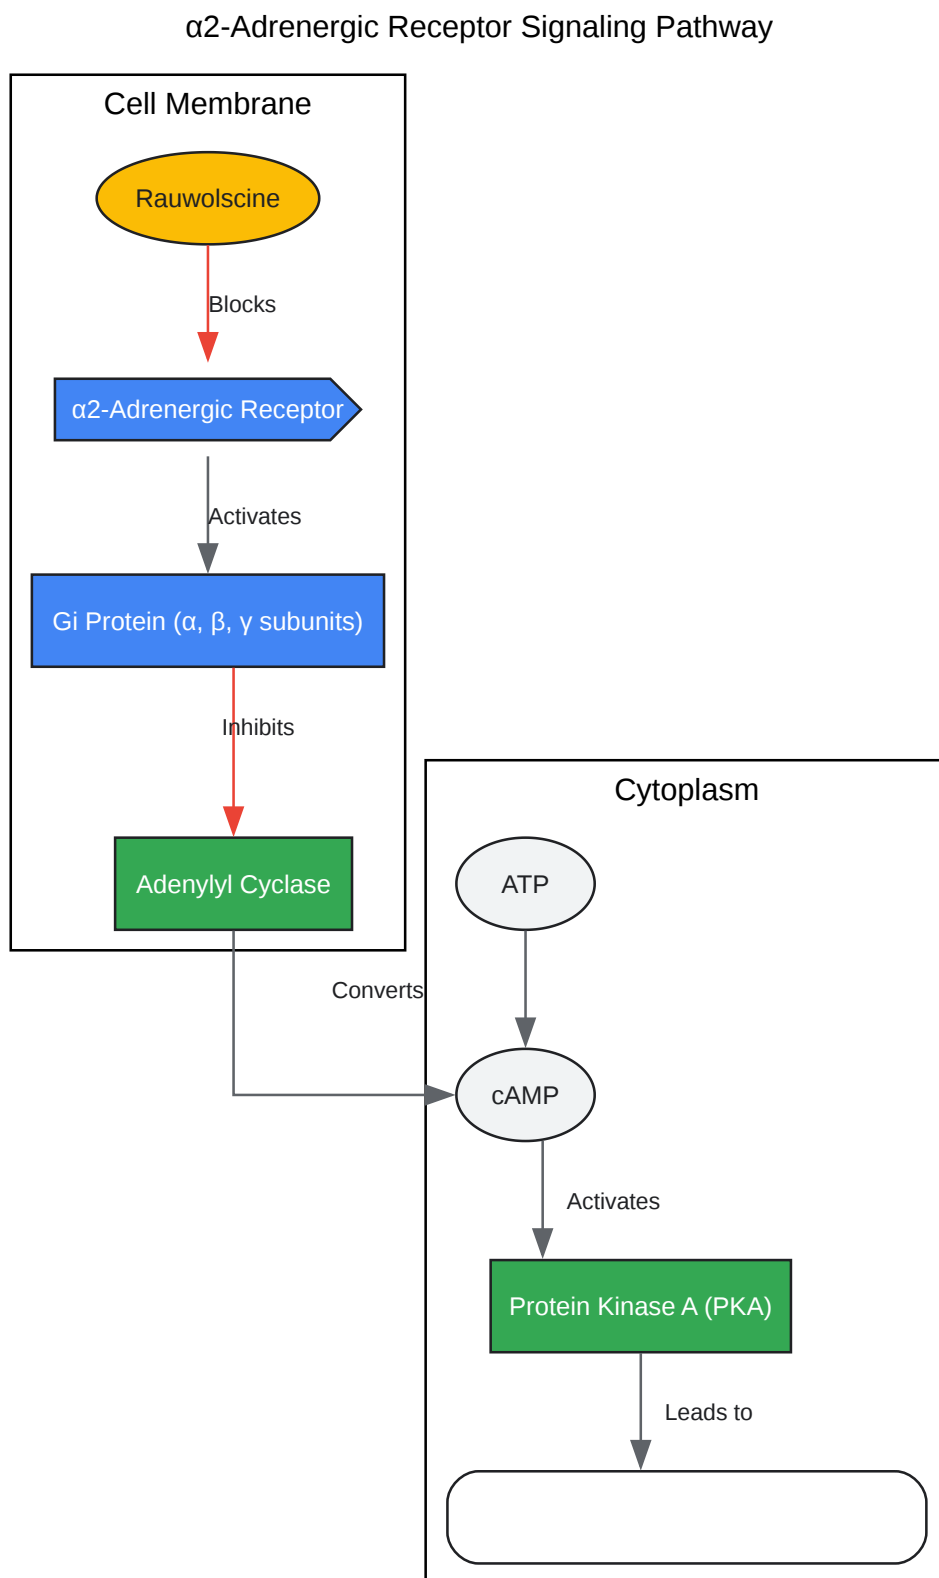 α2-Adrenergic Receptor Signaling Pathway
Cell Membrane
Rauwolscine
Blocks
α2-Adrenergic Receptor
Activates
Gi Protein (α, β, γ subunits)
Inhibits
Adenylyl Cyclase
Converts
Cytoplasm
ATP
cAMP
Activates
Protein Kinase A (PKA)
Leads to